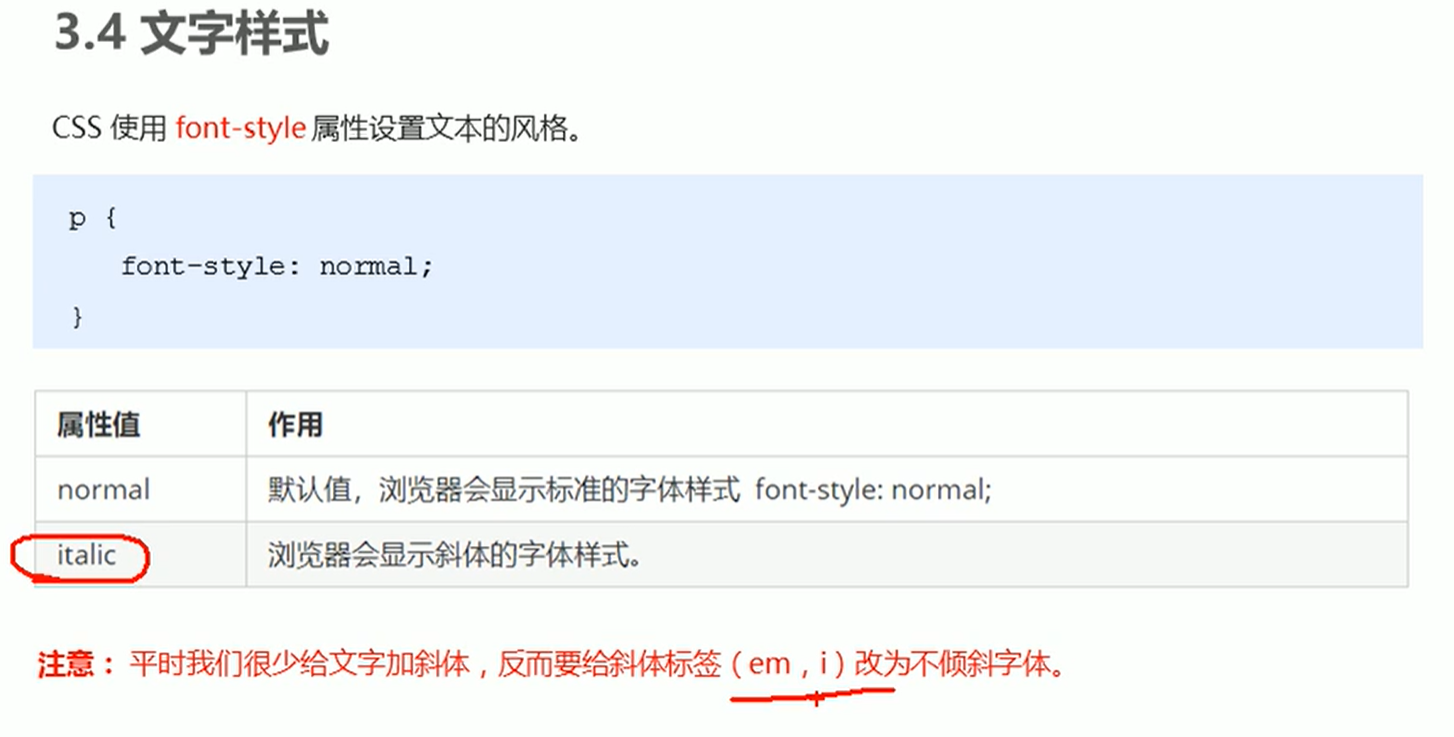 3.4 文字样式
CSS 使用 font-style 属性设置文本的风格。
p {
font-style: normal;
}
属性值 作用
normal 默认值，浏览器会显示标准的字体样式 font-style: normal;
italic 浏览器会显示斜体的字体样式。
注意： 平时我们很少给文字加斜体，反而要给斜体标签（em，i）改为不倾斜字体。